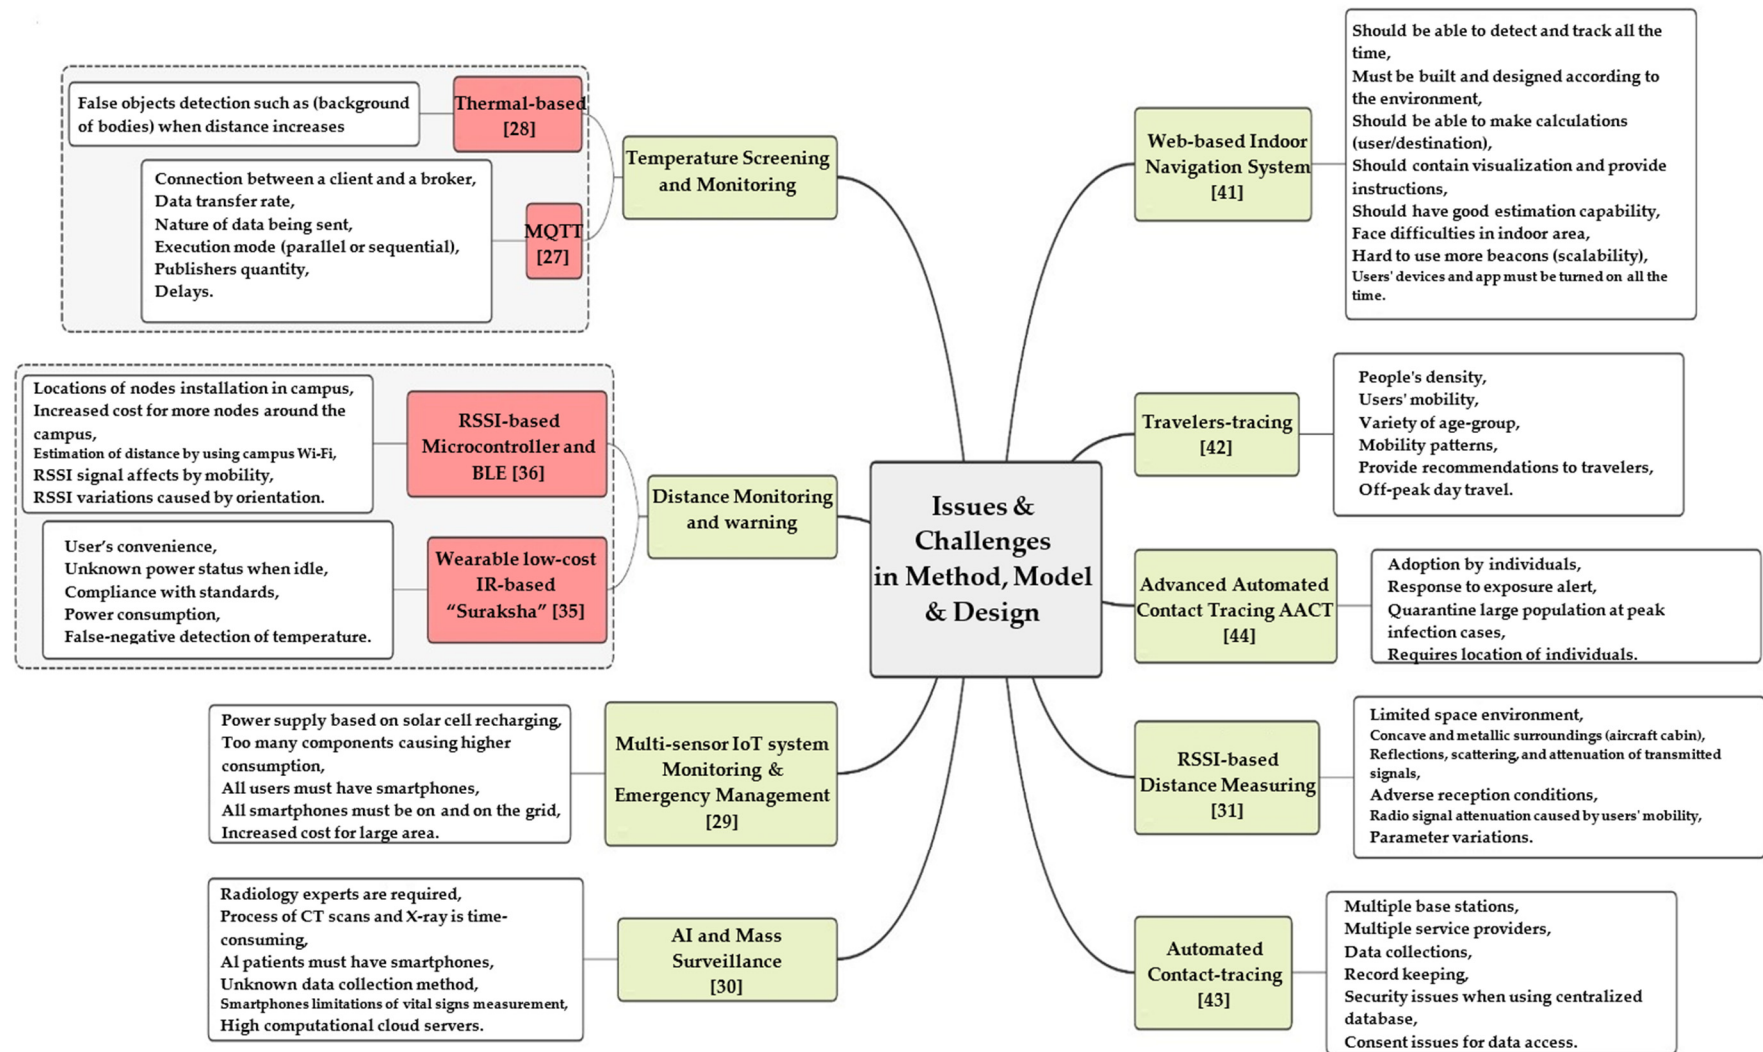 Issues &
Challenges
in Method, Model
& Design
Temperature Screening
and Monitoring
Thermal-based
[28]
False objects detection such as (background
of bodies) when distance increases
MQTT
[27]
Connection between a client and a broker,
Data transfer rate,
Nature of data being sent,
Execution mode (parallel or sequential),
Publishers quantity,
Delays.
Distance Monitoring
and warning
RSSI-based
Microcontroller and
BLE [36]
Locations of nodes installation in campus,
Increased cost for more nodes around the
campus,
Estimation of distance by using campus Wi-Fi,
RSSI signal affects by mobility,
RSSI variations caused by orientation.
Wearable low-cost
IR-based
“Suraksha” [35]
User’s convenience,
Unknown power status when idle,
Compliance with standards,
Power consumption,
False-negative detection of temperature.
Multi-sensor IoT system
Monitoring &
Emergency Management
[29]
Power supply based on solar cell recharging,
Too many components causing higher
consumption,
All users must have smartphones,
All smartphones must be on and on the grid,
Increased cost for large area.
AI and Mass
Surveillance
[30]
Radiology experts are required,
Process of CT scans and X-ray is time-
consuming,
Al patients must have smartphones,
Unknown data collection method,
Smartphones limitations of vital signs measurement,
High computational cloud servers.
Web-based Indoor
Navigation System
[41]
Should be able to detect and track all the
time,
Must be built and designed according to
the environment,
Should be able to make calculations
(user/destination),
Should contain visualization and provide
instructions,
Should have good estimation capability,
Face difficulties in indoor area,
Hard to use more beacons (scalability),
Users' devices and app must be turned on all the
time.
Travelers-tracing
[42]
People's density,
Users' mobility,
Variety of age-group,
Mobility patterns,
Provide recommendations to travelers,
Off-peak day travel.
Advanced Automated
Contact Tracing AACT
[44]
Adoption by individuals,
Response to exposure alert,
Quarantine large population at peak
infection cases,
Requires location of individuals.
RSSI-based
Distance Measuring
[31]
Limited space environment,
Concave and metallic surroundings (aircraft cabin),
Reflections, scattering, and attenuation of transmitted
signals,
Adverse reception conditions,
Radio signal attenuation caused by users' mobility,
Parameter variations.
Automated
Contact-tracing
[43]
Multiple base stations,
Multiple service providers,
Data collections,
Record keeping,
Security issues when using centralized
database,
Consent issues for data access.